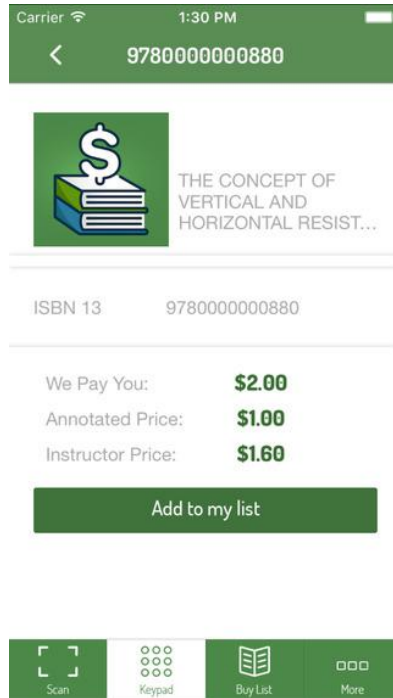 Carrier 1:30 PM
9780000000880
$
THE CONCEPT OF
VERTICAL AND
HORIZONTAL RESIST...
ISBN 13 9780000000880
We Pay You: $2.00
Annotated Price: $1.00
Instructor Price: $1.60
Add to my list
Scan Keypad Buy List More